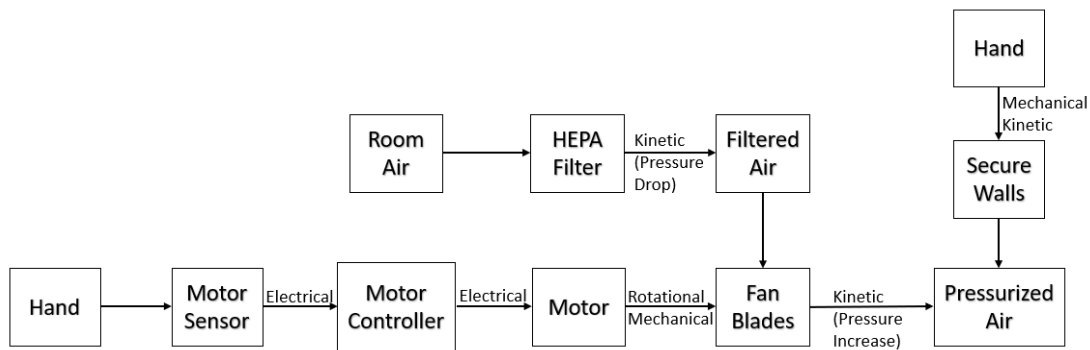 Hand
Mechanical
Kinetic
Room
Air
HEPA
Filter
Kinetic
(Pressure
Drop)
Filtered
Air
Secure
Walls
Hand
Motor
Sensor
Electrical
Motor
Controller
Electrical
Motor
Rotational
Mechanical
Fan
Blades
Kinetic
(Pressure
Increase)
Pressurized
Air